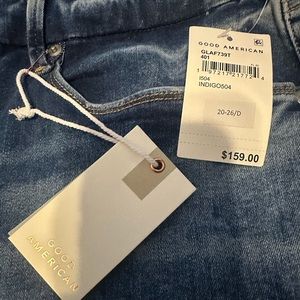 GOOD AMERICAN
GLAF739T
401
I504
INDIGO504
20-26/D
$159.00
GOOD
AMERICAN